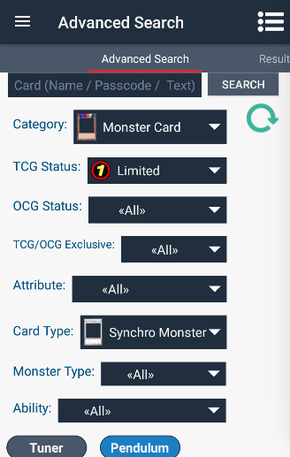 Advanced Search
Advanced Search Result
Card (Name / Passcode / Text) SEARCH
Category: Monster Card
TCG Status: 1 Limited
OCG Status: «All»
TCG/OCG Exclusive: «All»
Attribute: «All»
Card Type: Synchro Monster
Monster Type: «All»
Ability: «All»
Tuner Pendulum